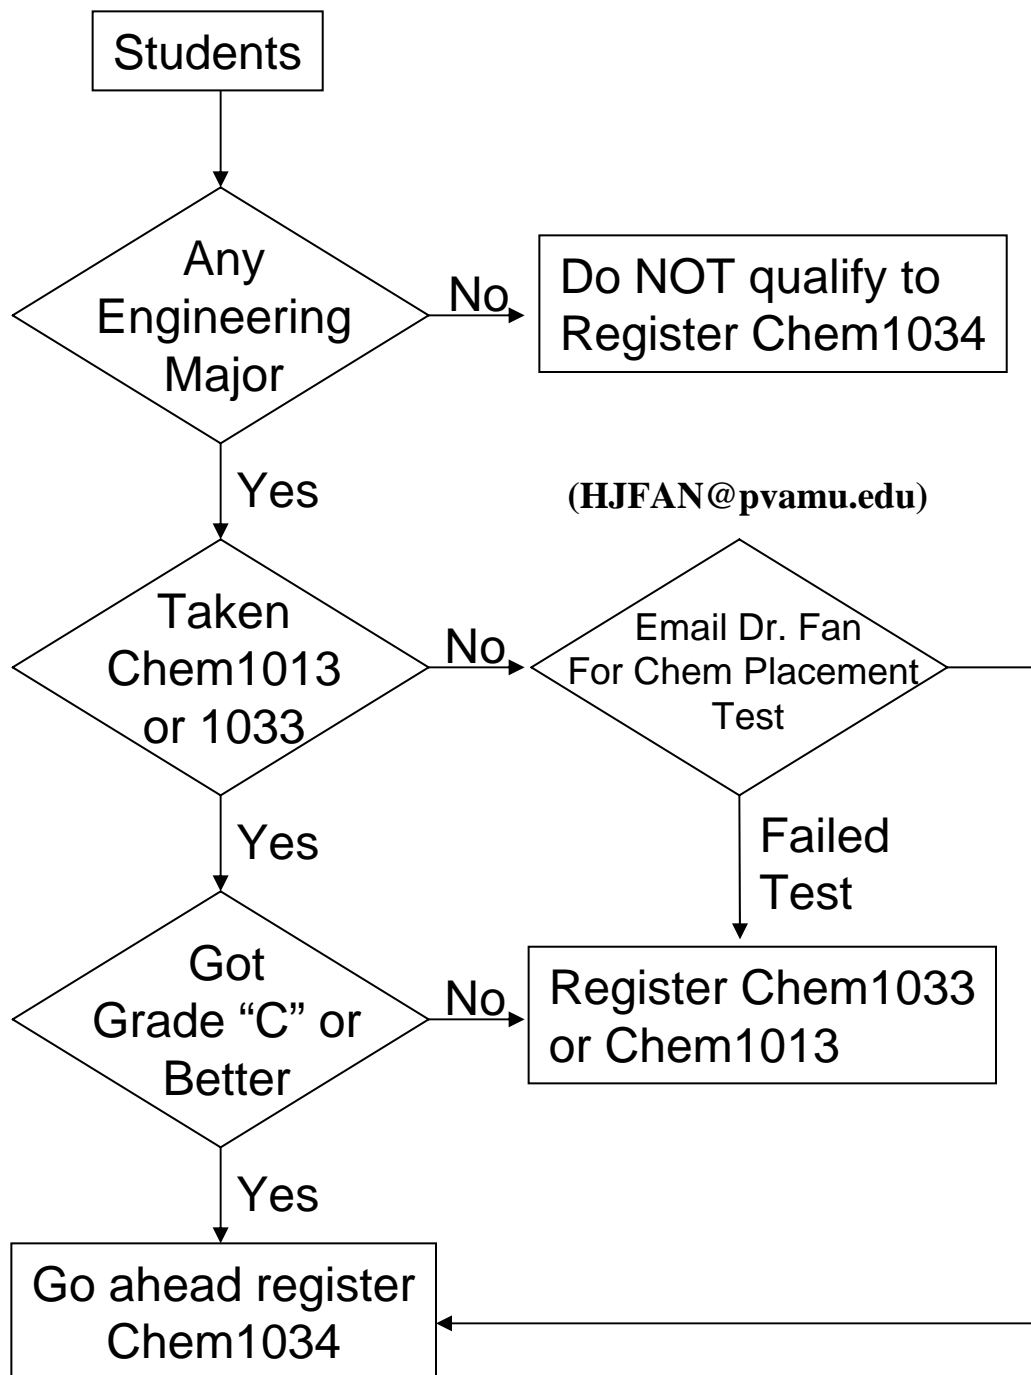 Students
Any
Engineering
Major
No
Do NOT qualify to
Register Chem1034
Yes
(HJFAN@pvamu.edu)
Taken
Chem1013
or 1033
No
Email Dr. Fan
For Chem Placement
Test
Yes
Failed
Test
Got
Grade “C” or
Better
No
Register Chem1033
or Chem1013
Yes
Go ahead register
Chem1034